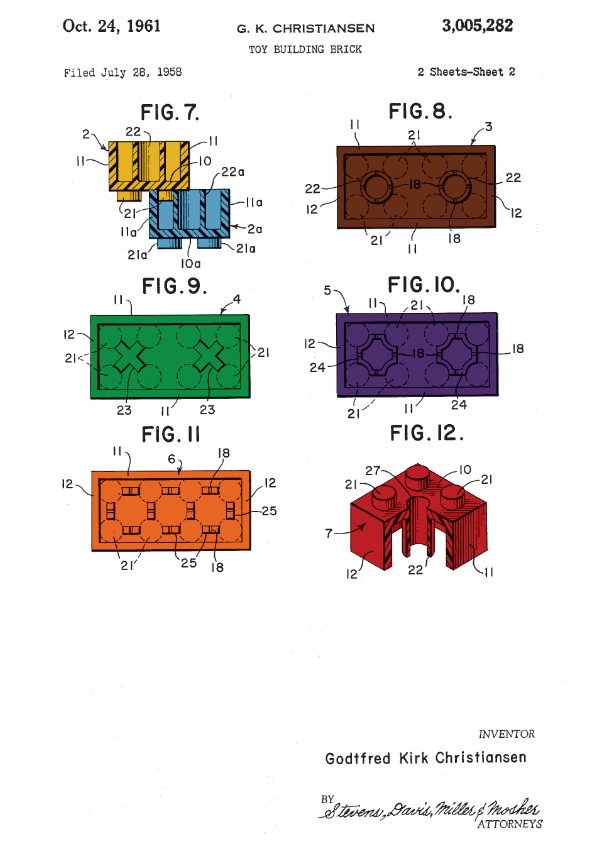 Oct. 24, 1961
G. K. CHRISTIANSEN
3,005,282
TOY BUILDING BRICK
Filed July 28, 1958
2 Sheets-Sheet 2
FIG. 7.
2
22
11
11
10
22a
21
11a
11a
2a
21a
21a
10a
FIG. 8.
11
21
3
22
18
22
12
12
21
11
18
FIG. 9.
11
4
12
21
21
23
11
23
FIG. 10.
5
11
21
18
12
18
18
24
21
11
24
FIG. 11
11
6
18
12
12
25
21
25
18
FIG. 12.
27
10
21
21
7
12
22
11
INVENTOR
Godtfred Kirk Christiansen
BY
Stevens, Davis, Miller & Mosher
ATTORNEYS